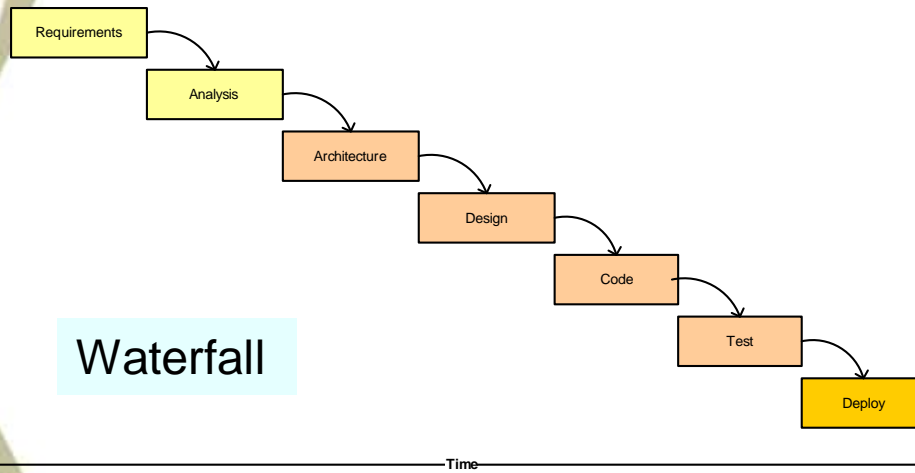 Requirements
Analysis
Architecture
Design
Code
Test
Deploy
Waterfall
Time